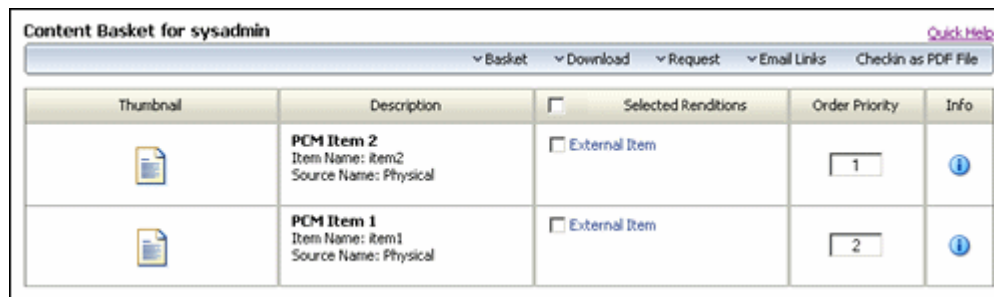 Content Basket for sysadmin
Quick Help
Basket Download Request Email Links Checkin as PDF File
Thumbnail Description Selected Renditions Order Priority Info
PCM Item 2
Item Name: item2
Source Name: Physical
External Item
1
PCM Item 1
Item Name: item1
Source Name: Physical
External Item
2